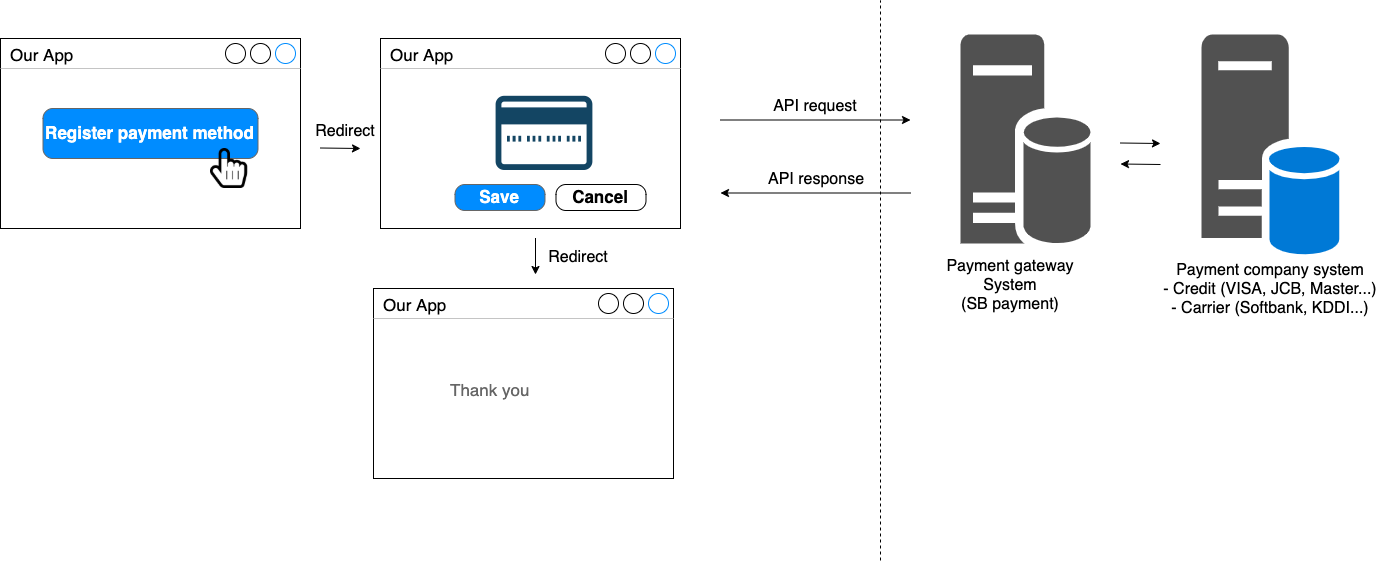 Our App
Register payment method
Redirect
Our App
Save
Cancel
API request
API response
Payment gateway
System
(SB payment)
Payment company system
- Credit (VISA, JCB, Master...)
- Carrier (Softbank, KDDI...)
Redirect
Our App
Thank you